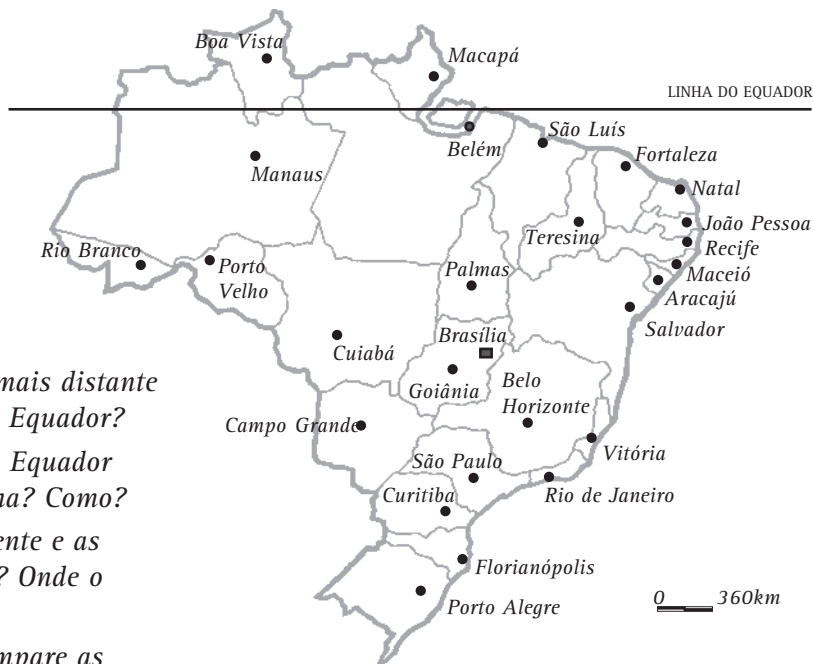 Boa Vista
Macapá
LINHA DO EQUADOR
Belém
São Luís
Fortaleza
Manaus
Natal
João Pessoa
Teresina
Recife
Rio Branco
Porto
Velho
Palmas
Maceió
Aracajú
Salvador
Brasília
Cuiabá
Goiânia
Belo
Horizonte
Campo Grande
Vitória
São Paulo
Rio de Janeiro
Curitiba
Florianópolis
Porto Alegre
0 360km
mais distante
Equador?
Equador
na? Como?
ente e as
? Onde o
mpare as